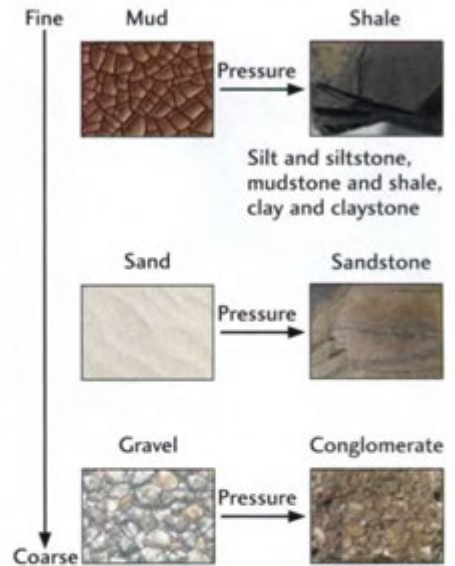 Fine
Mud
Shale
Pressure
Silt and siltstone,
mudstone and shale,
clay and claystone
Sand
Sandstone
Pressure
Gravel
Conglomerate
Pressure
Coarse